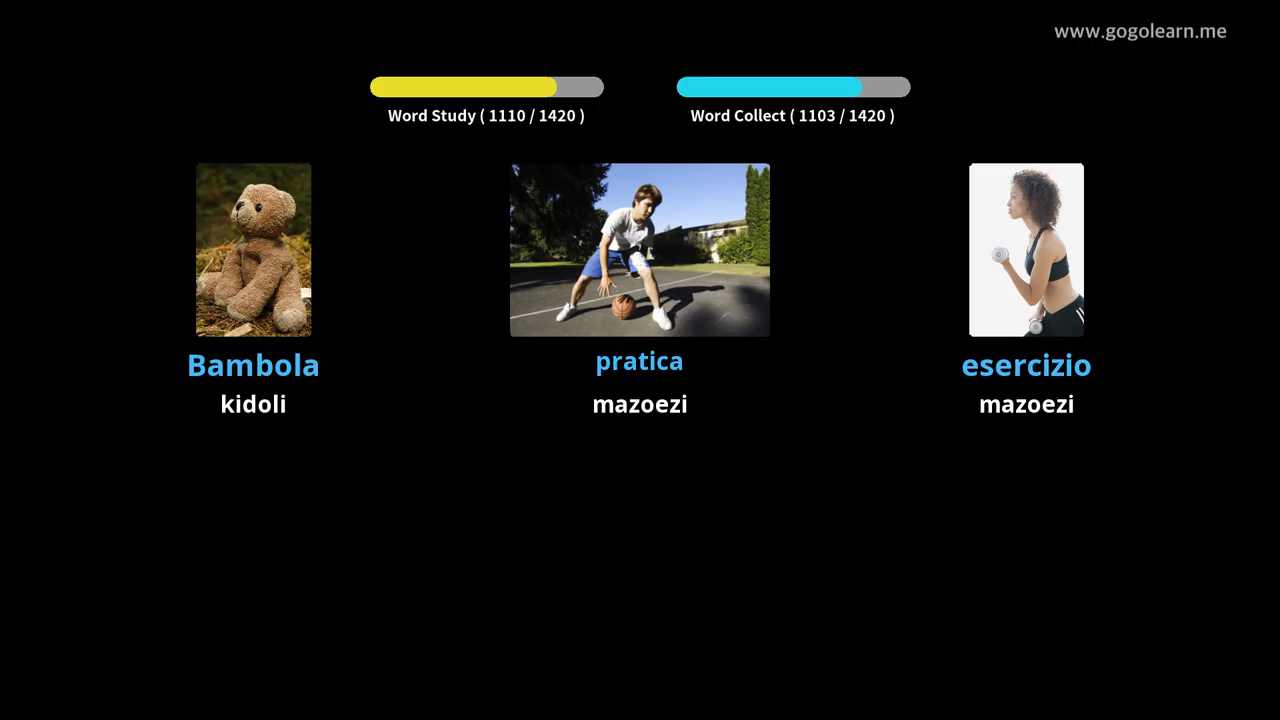 www.gogolearn.me
Word Study ( 1110 / 1420 )
Word Collect ( 1103 / 1420 )
Bambola
pratica
esercizio
kidoli
mazoezi
mazoezi